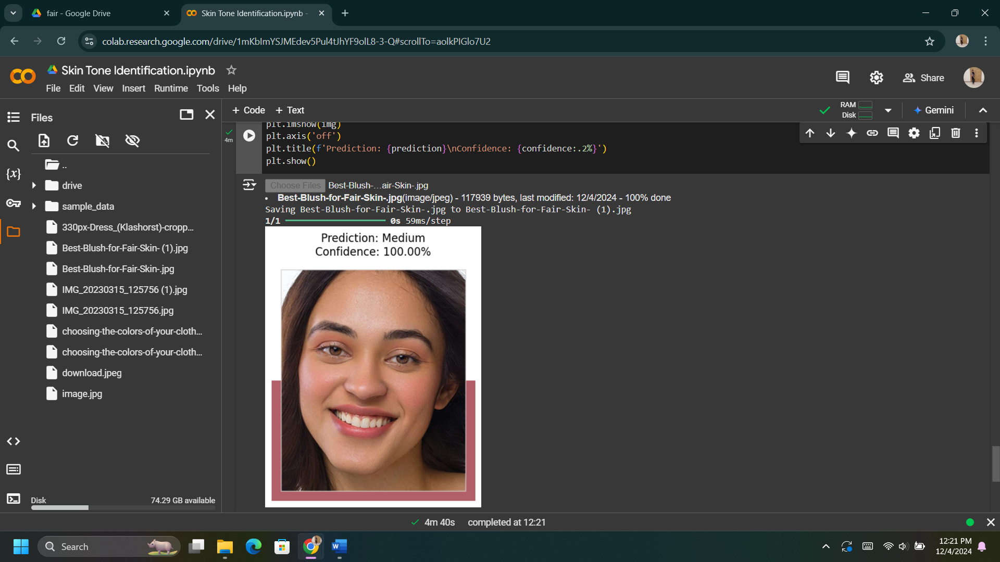 fair - Google Drive
Skin Tone Identification.ipynb -
colab.research.google.com/drive/1mKbImYSJMEdev5Pul4tJhYF9olL8-3-Q#scrollTo=aolkPIGlo7U2
Skin Tone Identification.ipynb
File Edit View Insert Runtime Tools Help
Share
Files
+ Code + Text
RAM
Disk
Gemini
..
drive
sample_data
330px-Dress_(Klashorst)-cropp...
Best-Blush-for-Fair-Skin- (1).jpg
Best-Blush-for-Fair-Skin-.jpg
IMG_20230315_125756 (1).jpg
IMG_20230315_125756.jpg
choosing-the-colors-of-your-cloth...
choosing-the-colors-of-your-cloth...
download.jpeg
image.jpg
Disk 74.29 GB available
4m
plt.imshow(img)
plt.axis('off')
plt.title(f'Prediction: {prediction}\nConfidence: {confidence:.2%}')
plt.show()
Choose Files Best-Blush-...air-Skin-.jpg
• Best-Blush-for-Fair-Skin-.jpg(image/jpeg) - 117939 bytes, last modified: 12/4/2024 - 100% done
Saving Best-Blush-for-Fair-Skin-.jpg to Best-Blush-for-Fair-Skin- (1).jpg
1/1 0s 59ms/step
Prediction: Medium
Confidence: 100.00%
4m 40s completed at 12:21
Search
12:21 PM
12/4/2024